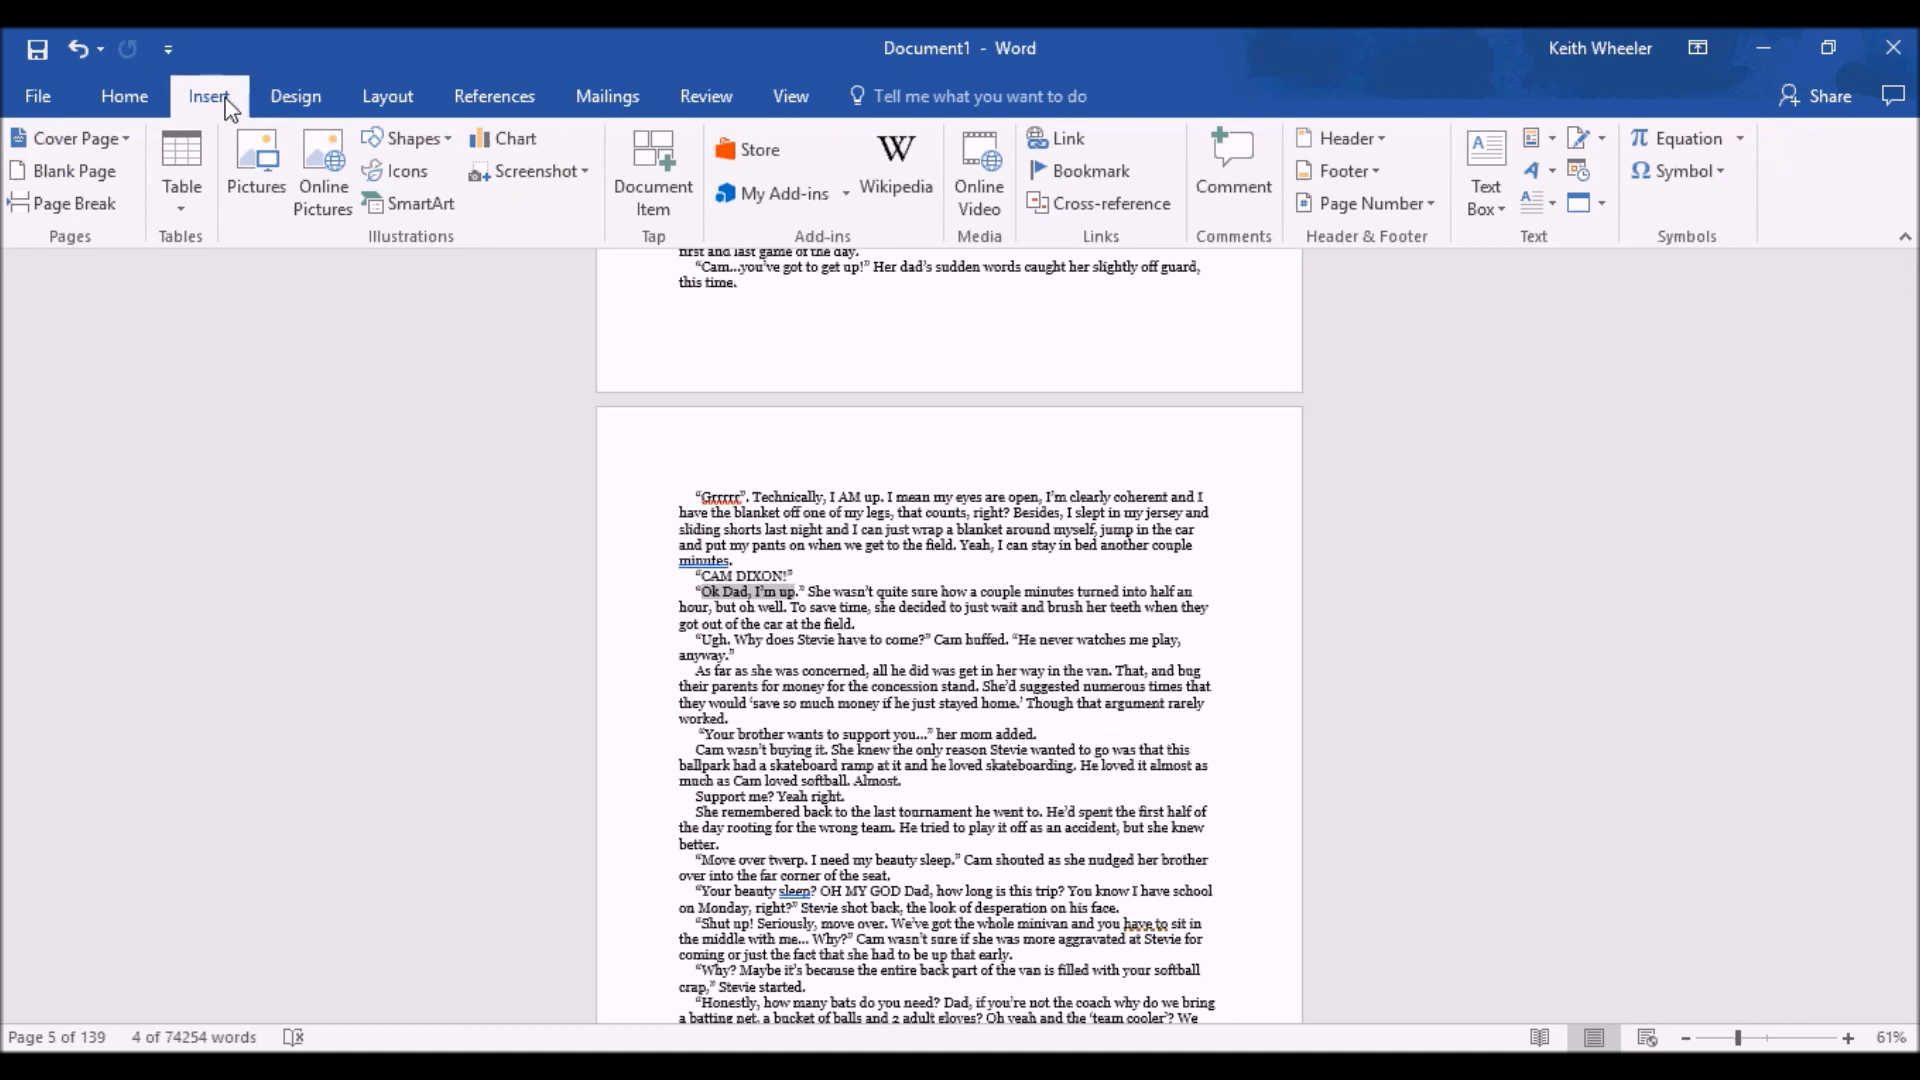 Document1 - Word
Keith Wheeler
File Home Insert Design Layout References Mailings Review View Tell me what you want to do Share
Cover Page
Blank Page
Page Break
Pages
Table
Tables
Pictures
Online Pictures
Shapes
Icons
SmartArt
Chart
Screenshot
Illustrations
Document Item
Tap
Store
My Add-ins
W
Wikipedia
Add-ins
Online Video
Media
Link
Bookmark
Cross-reference
Links
Comment
Comments
Header
Footer
Page Number
Header & Footer
Text Box
Text
Equation
Symbol
Symbols
first and last game of the day.
“Cam...you’ve got to get up!” Her dad’s sudden words caught her slightly off guard,
this time.
“Grrrrr”. Technically, I AM up. I mean my eyes are open, I’m clearly coherent and I
have the blanket off one of my legs, that counts, right? Besides, I slept in my jersey and
sliding shorts last night and I can just wrap a blanket around myself, jump in the car
and put my pants on when we get to the field. Yeah, I can stay in bed another couple
minutes.
“CAM DIXON!”
“Ok Dad, I’m up.” She wasn’t quite sure how a couple minutes turned into half an
hour, but oh well. To save time, she decided to just wait and brush her teeth when they
got out of the car at the field.
“Ugh. Why does Stevie have to come?” Cam huffed. “He never watches me play,
anyway.”
As far as she was concerned, all he did was get in her way in the van. That, and bug
their parents for money for the concession stand. She’d suggested numerous times that
they would ‘save so much money if he just stayed home.’ Though that argument rarely
worked.
“Your brother wants to support you...” her mom added.
Cam wasn’t buying it. She knew the only reason Stevie wanted to go was that this
ballpark had a skateboard ramp at it and he loved skateboarding. He loved it almost as
much as Cam loved softball. Almost.
Support me? Yeah right.
She remembered back to the last tournament he went to. He’d spent the first half of
the day rooting for the wrong team. He tried to play it off as an accident, but she knew
better.
“Move over twerp. I need my beauty sleep.” Cam shouted as she nudged her brother
over into the far corner of the seat.
“Your beauty sleep? OH MY GOD Dad, how long is this trip? You know I have school
on Monday, right?” Stevie shot back, the look of desperation on his face.
“Shut up! Seriously, move over. We’ve got the whole minivan and you have to sit in
the middle with me... Why?” Cam wasn’t sure if she was more aggravated at Stevie for
coming or just the fact that she had to be up that early.
“Why? Maybe it’s because the entire back part of the van is filled with your softball
crap,” Stevie started.
“Honestly, how many bats do you need? Dad, if you’re not the coach why do we bring
a batting net, a bucket of balls and 2 adult gloves? Oh yeah and the ‘team cooler’? We
Page 5 of 139 4 of 74254 words 61%